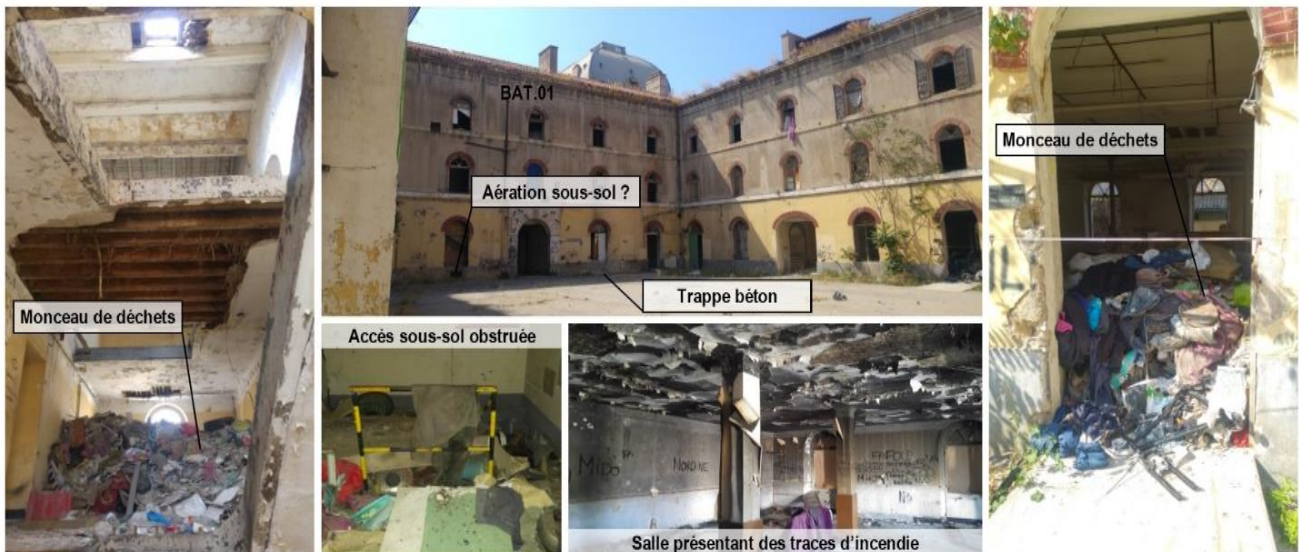 Monceau de déchets
BAT.01
Aération sous-sol ?
Trappe béton
Accès sous-sol obstruée
NORDINE
Salle présentant des traces d'incendie
Monceau de déchets